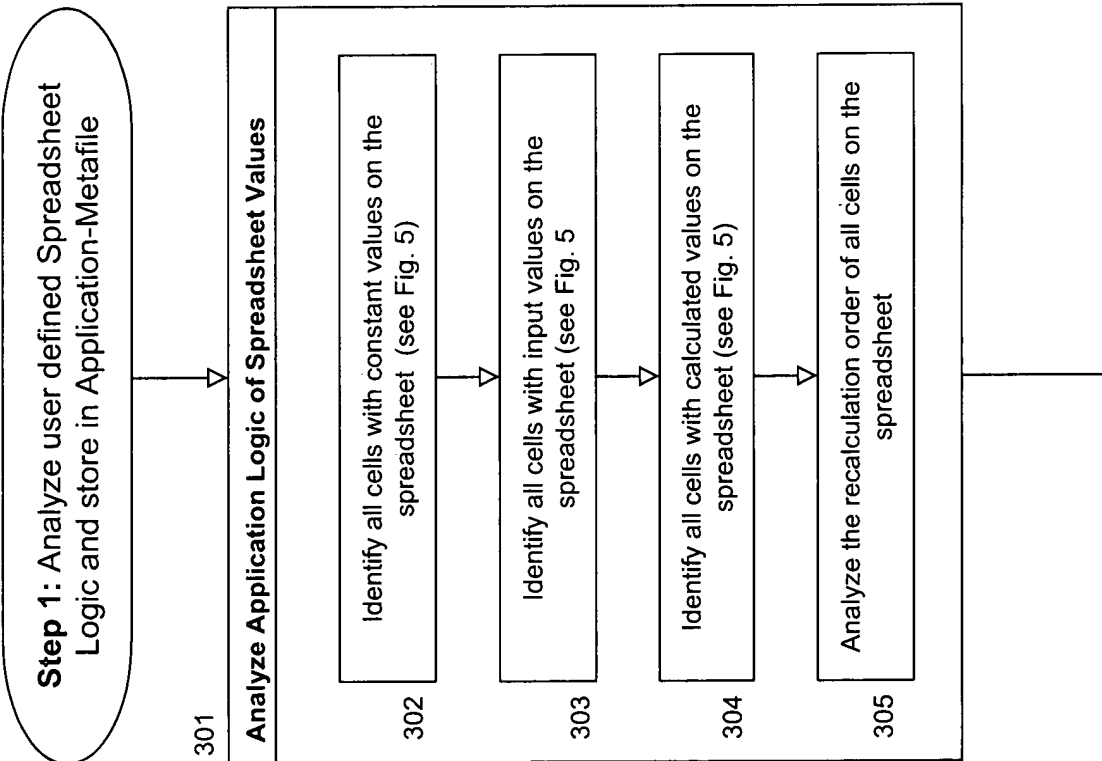 Step 1: Analyze user defined Spreadsheet
Logic and store in Application-Metafile
301
Analyze Application Logic of Spreadsheet Values
302
Identify all cells with constant values on the
spreadsheet (see Fig. 5)
303
Identify all cells with input values on the
spreadsheet (see Fig. 5
304
Identify all cells with calculated values on the
spreadsheet (see Fig. 5)
305
Analyze the recalculation order of all cells on the
spreadsheet